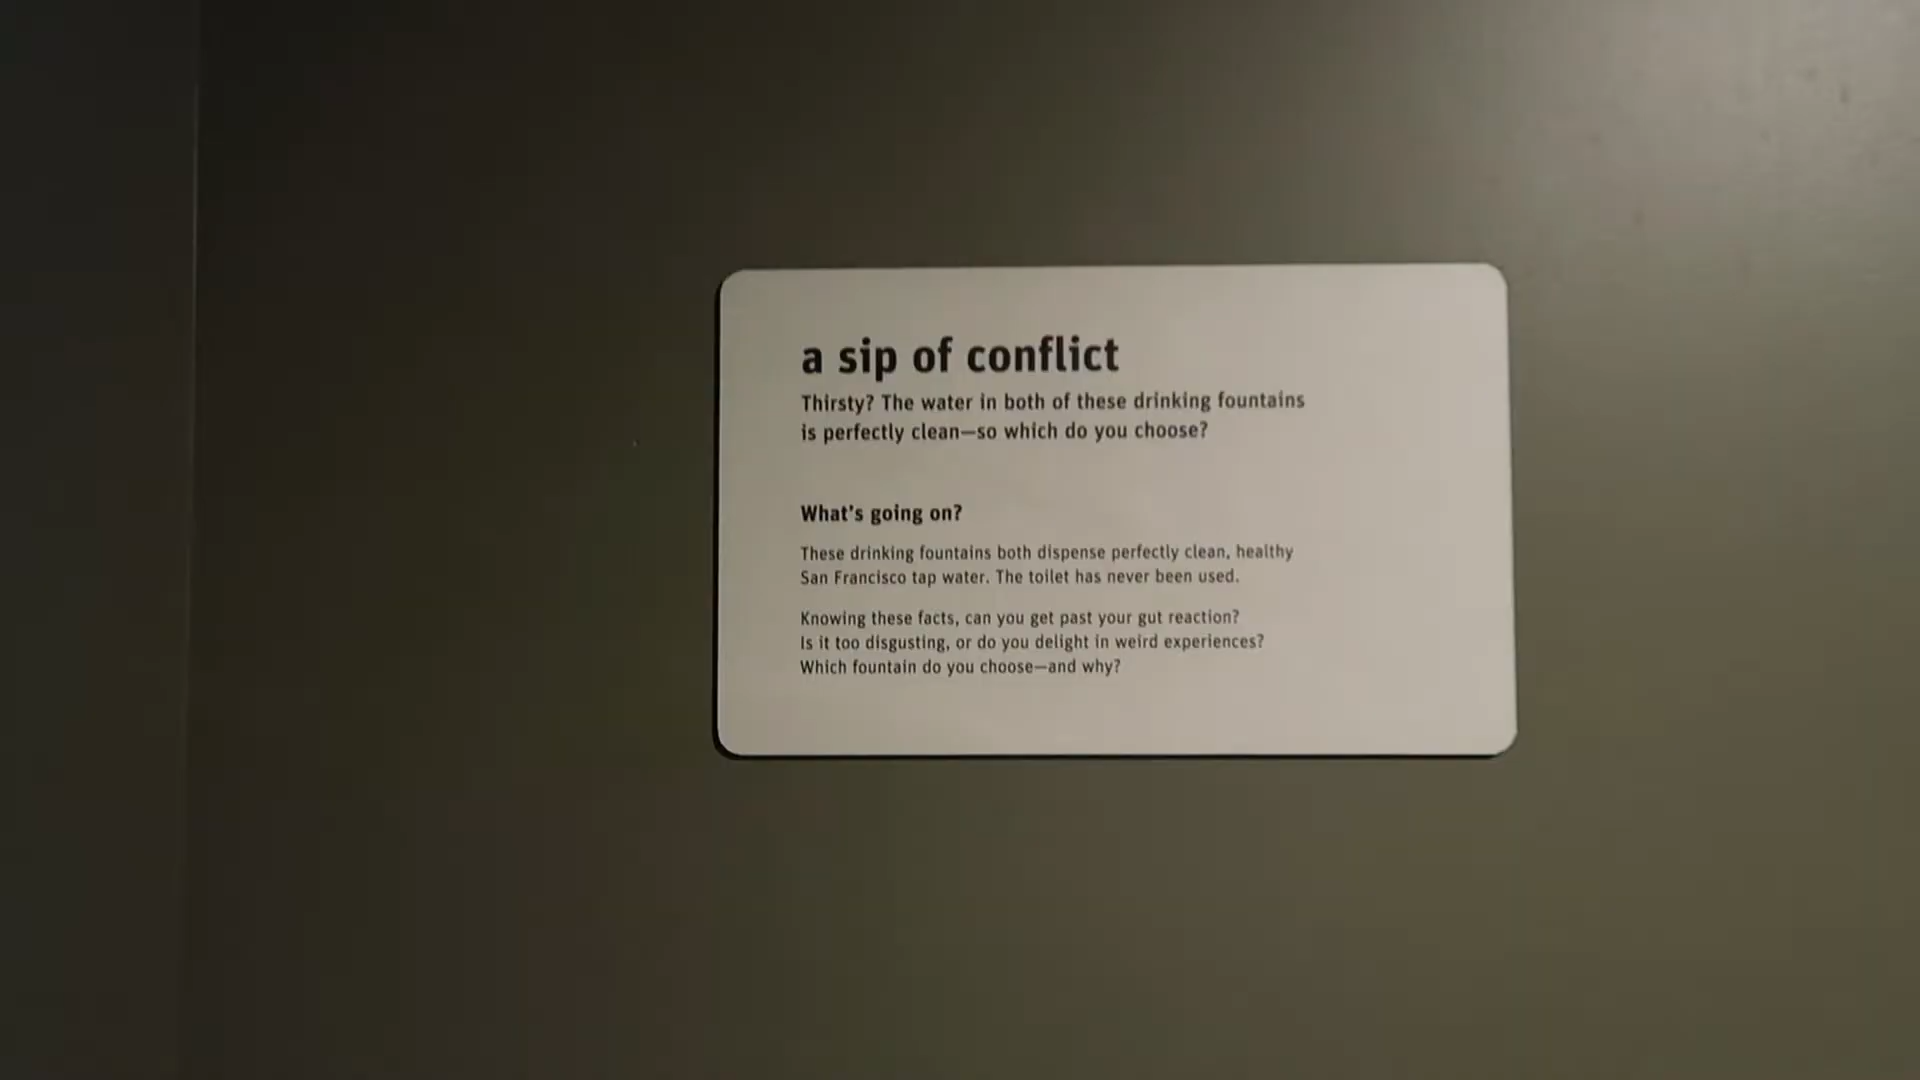 a sip of conflict
Thirsty? The water in both of these drinking fountains
is perfectly clean—so which do you choose?
What's going on?
These drinking fountains both dispense perfectly clean, healthy
San Francisco tap water. The toilet has never been used.
Knowing these facts, can you get past your gut reaction?
Is it too disgusting, or do you delight in weird experiences?
Which fountain do you choose—and why?